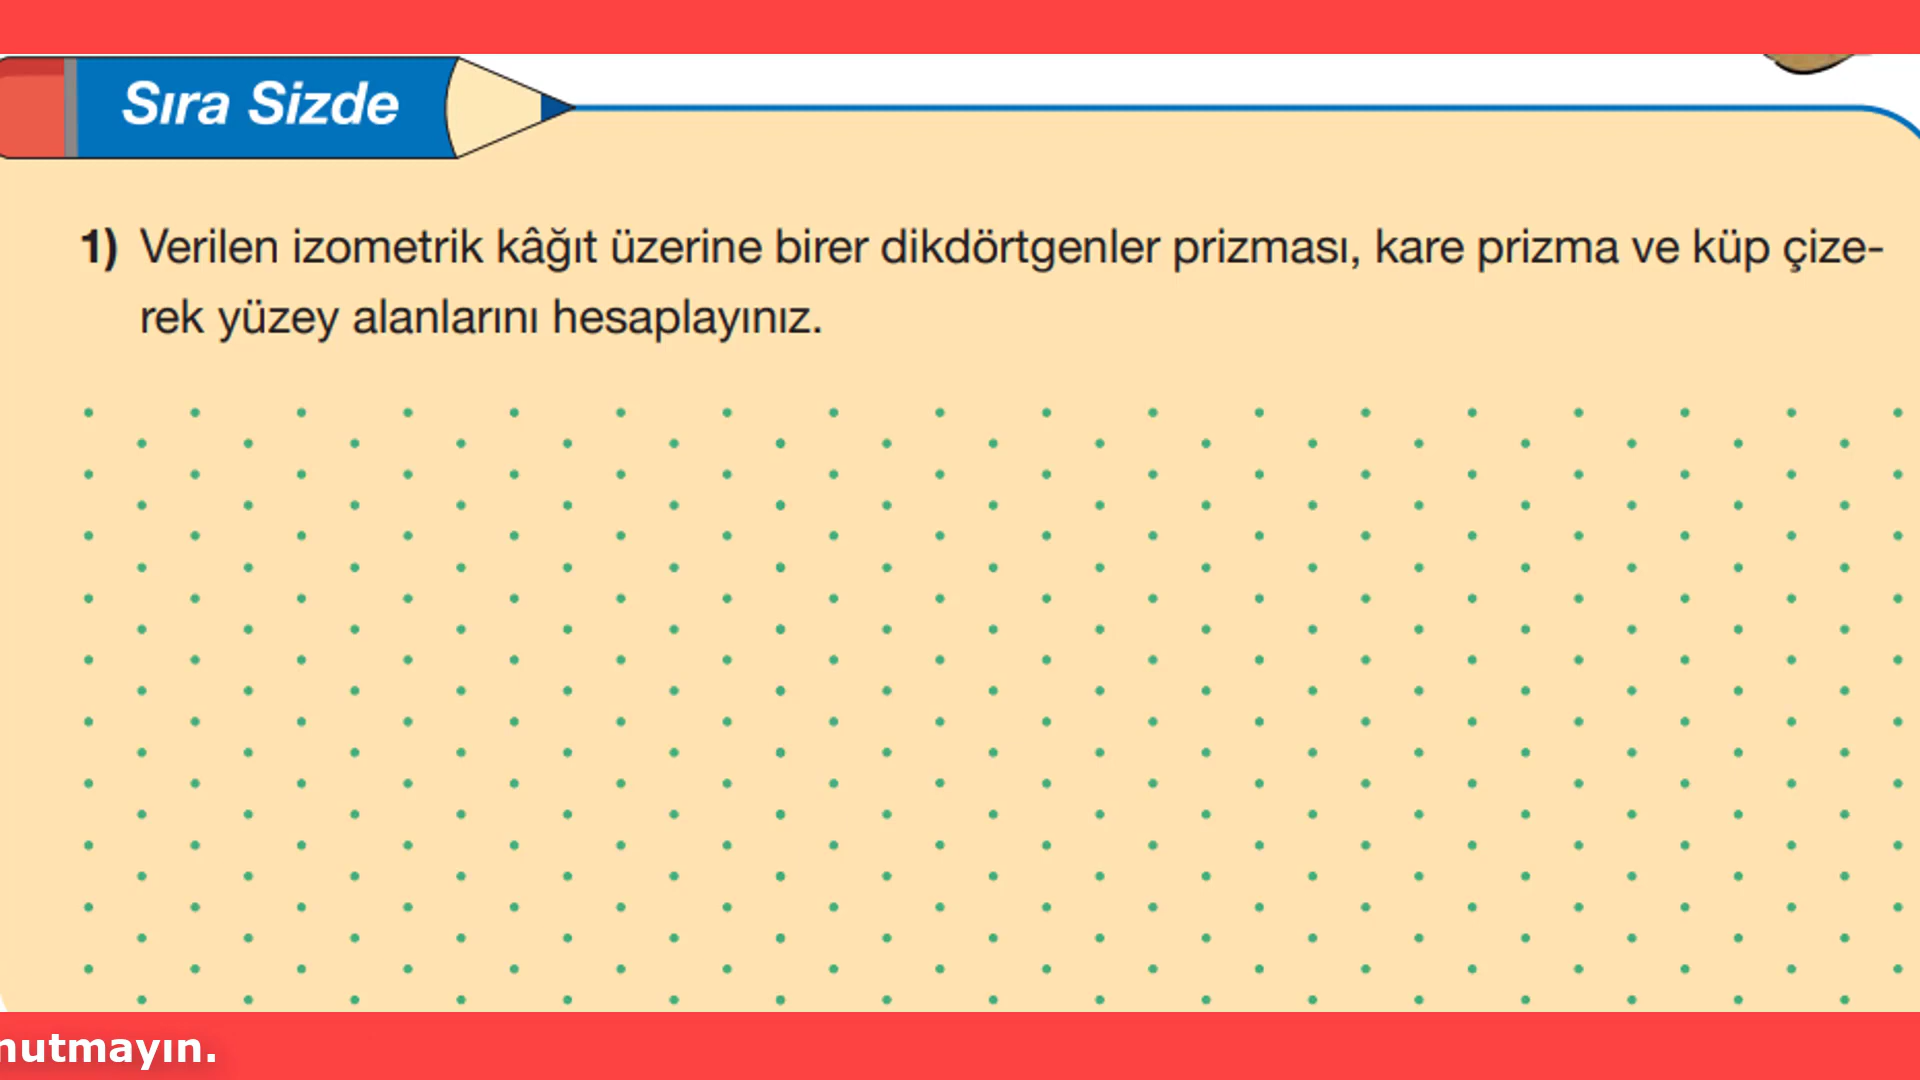 Sıra Sizde
1) Verilen izometrik kâğıt üzerine birer dikdörtgenler prizması, kare prizma ve küp çize-
rek yüzey alanlarını hesaplayınız.
nutmayın.